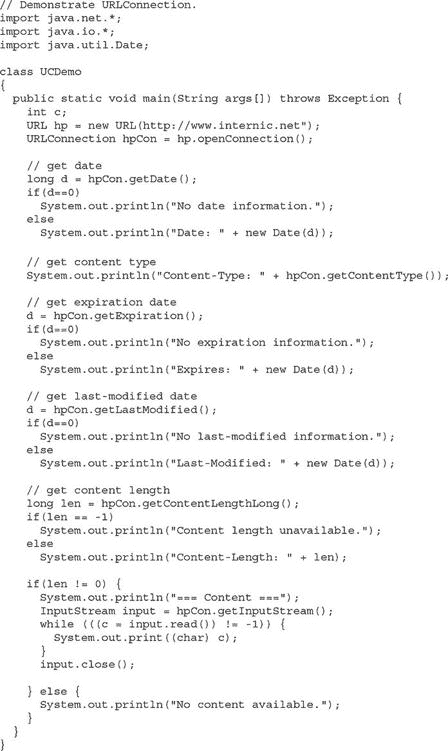 // Demonstrate URLConnection.
import java.net.*;
import java.io.*;
import java.util.Date;

class UCDemo
{
  public static void main(String args[]) throws Exception {
    int c;
    URL hp = new URL(http://www.internic.net");
    URLConnection hpCon = hp.openConnection();

    // get date
    long d = hpCon.getDate();
    if(d==0)
      System.out.println("No date information.");
    else
      System.out.println("Date: " + new Date(d));

    // get content type
    System.out.println("Content-Type: " + hpCon.getContentType());

    // get expiration date
    d = hpCon.getExpiration();
    if(d==0)
      System.out.println("No expiration information.");
    else
      System.out.println("Expires: " + new Date(d));

    // get last-modified date
    d = hpCon.getLastModified();
    if(d==0)
      System.out.println("No last-modified information.");
    else
      System.out.println("Last-Modified: " + new Date(d));

    // get content length
    long len = hpCon.getContentLengthLong();
    if(len == -1)
      System.out.println("Content length unavailable.");
    else
      System.out.println("Content-Length: " + len);

    if(len != 0) {
      System.out.println("=== Content ===");
      InputStream input = hpCon.getInputStream();
      while (((c = input.read()) != -1)) {
        System.out.print((char) c);
      }
      input.close();

    } else {
      System.out.println("No content available.");
    }
  }
}